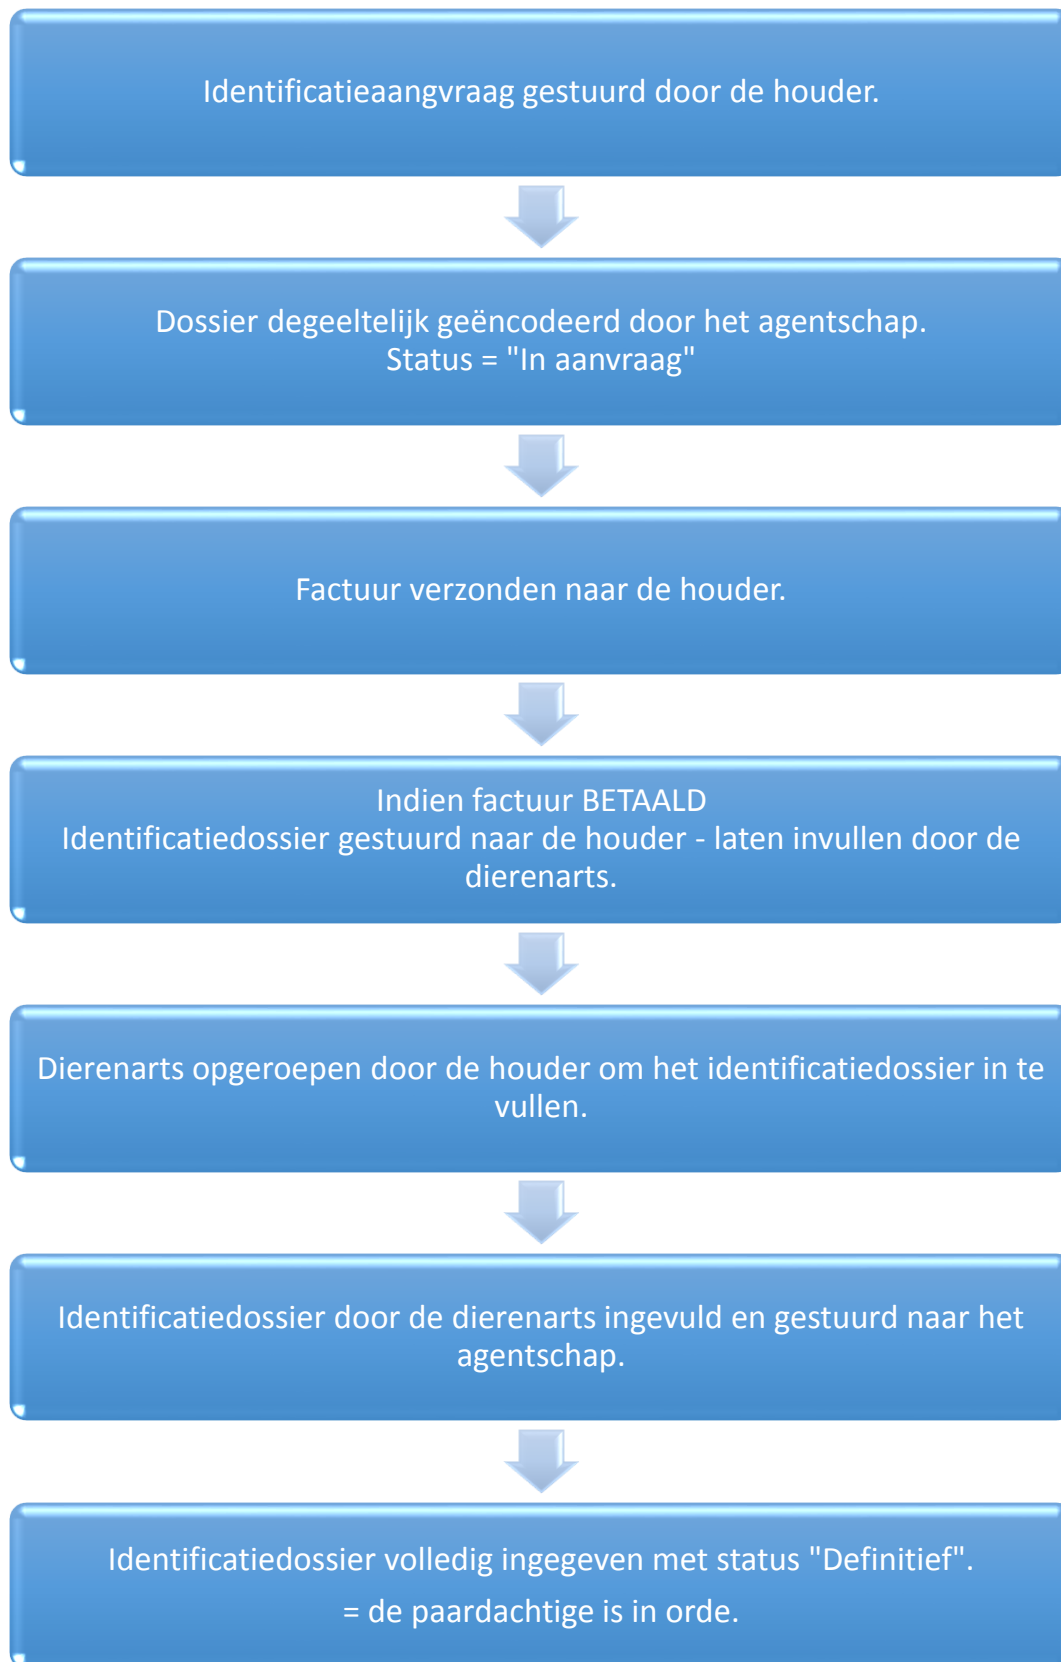 Identificatieaangvraag gestuurd door de houder.
Dossier degeeltelijk geëncodeerd door het agentschap.
Status = "In aanvraag"
Factuur verzonden naar de houder.
Indien factuur BETAALD
Identificatiedossier gestuurd naar de houder - laten invullen door de
dierenarts.
Dierenarts opgeroepen door de houder om het identificatiedossier in te
vullen.
Identificatiedossier door de dierenarts ingevuld en gestuurd naar het
agentschap.
Identificatiedossier volledig ingegeven met status "Definitief".
= de paardachtige is in orde.